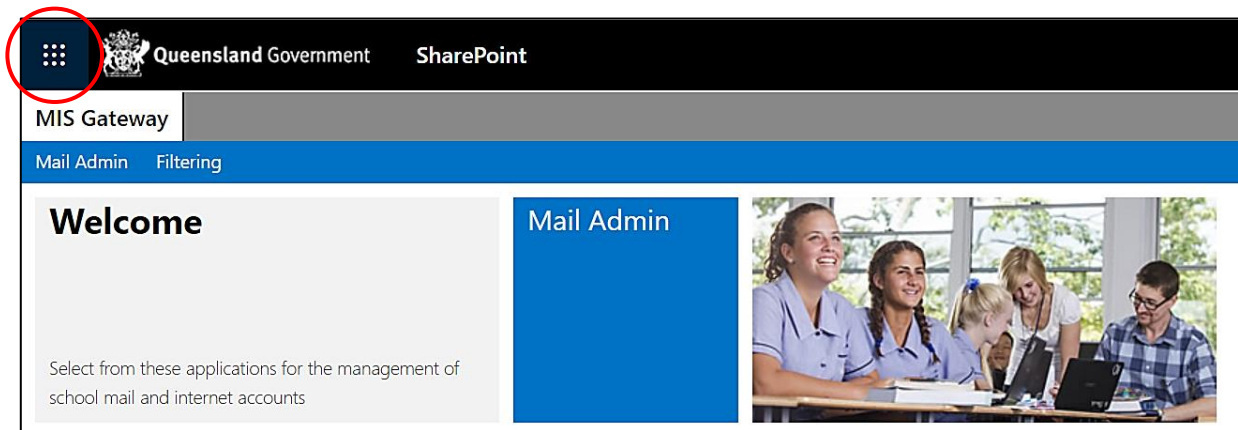 Queensland Government SharePoint
MIS Gateway
Mail Admin Filtering
Welcome
Select from these applications for the management of
school mail and internet accounts
Mail Admin